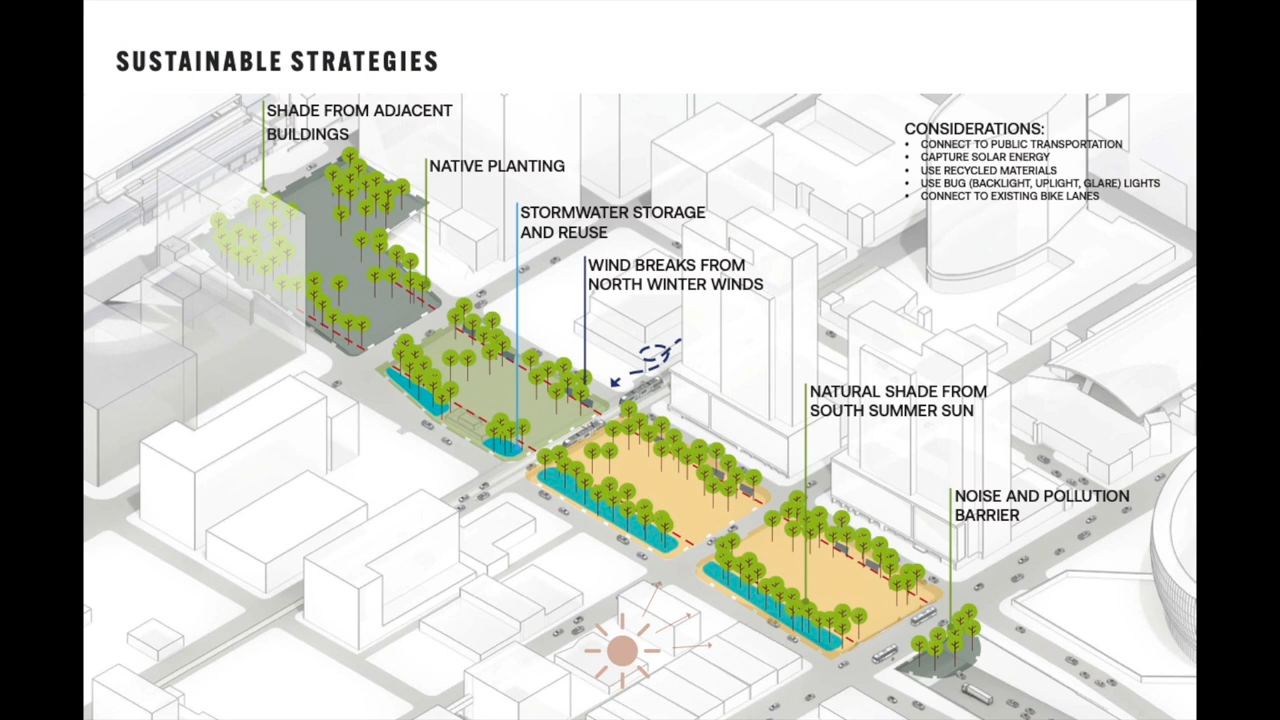 SUSTAINABLE STRATEGIES
SHADE FROM ADJACENT
BUILDINGS
NATIVE PLANTING
STORMWATER STORAGE
AND REUSE
WIND BREAKS FROM
NORTH WINTER WINDS
CONSIDERATIONS:
• CONNECT TO PUBLIC TRANSPORTATION
• CAPTURE SOLAR ENERGY
• USE RECYCLED MATERIALS
• USE BUG (BACKLIGHT, UPLIGHT, GLARE) LIGHTS
• CONNECT TO EXISTING BIKE LANES
NATURAL SHADE FROM
SOUTH SUMMER SUN
NOISE AND POLLUTION
BARRIER